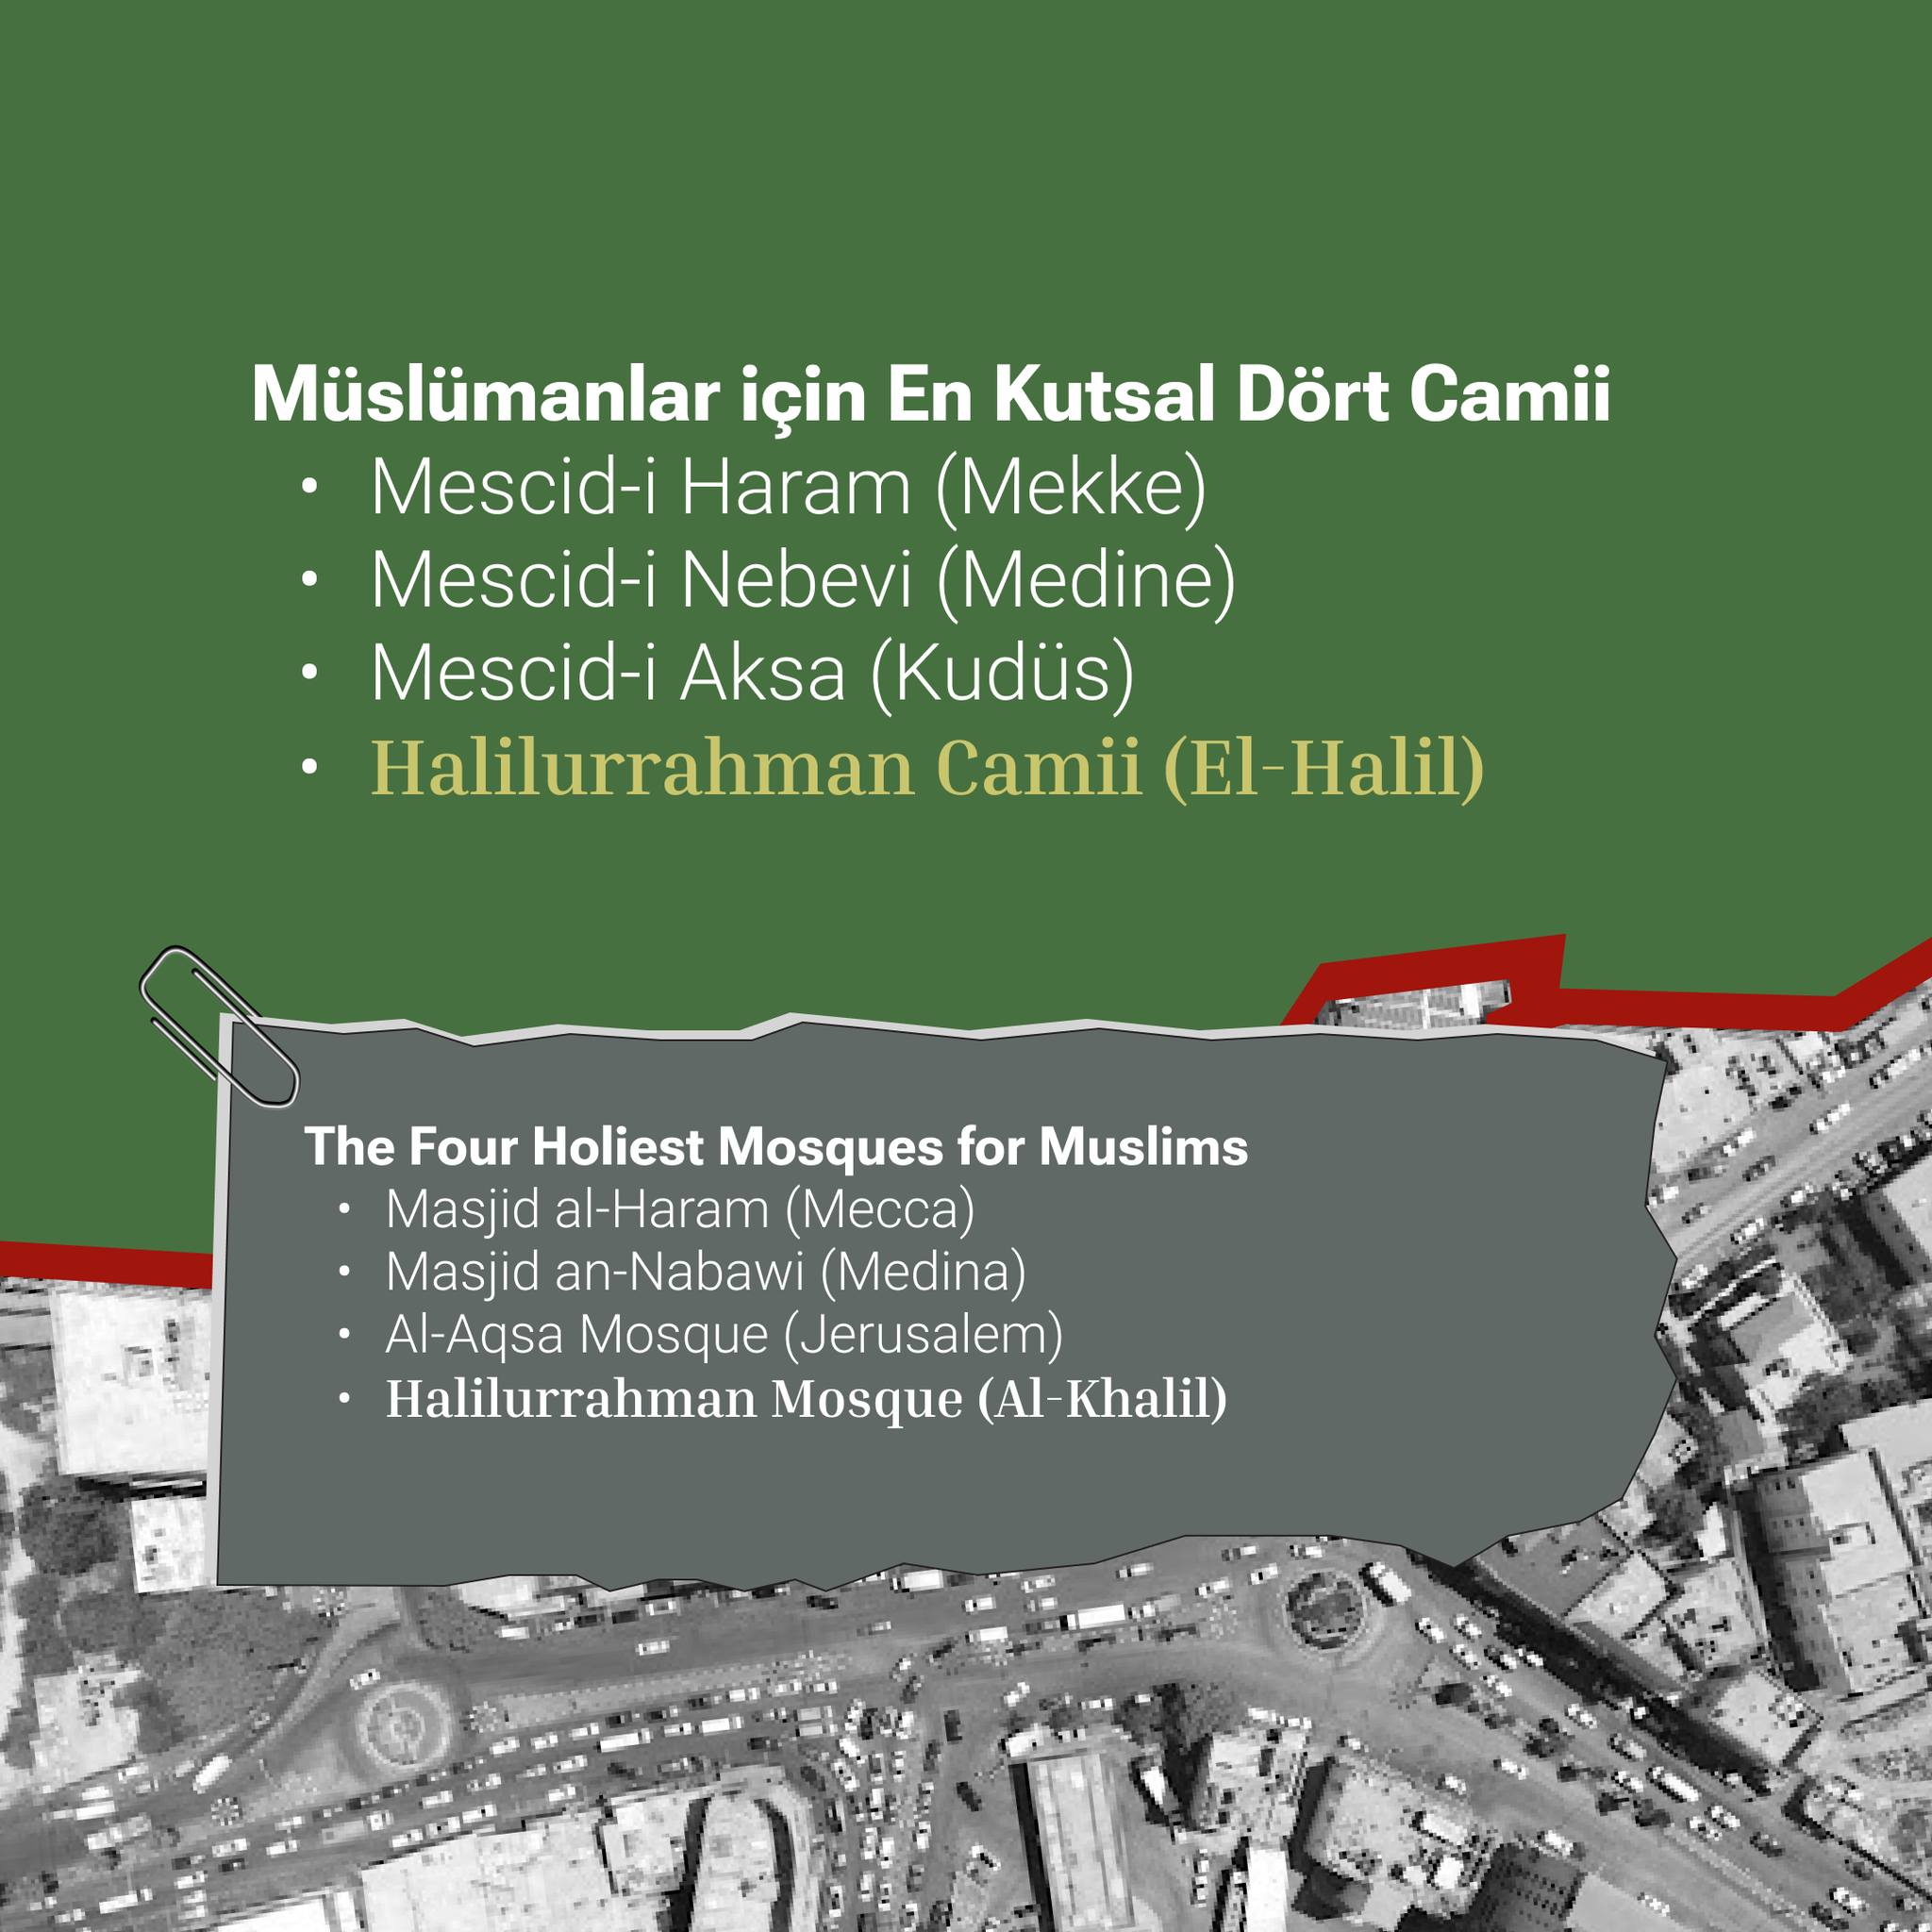 Müslümanlar için En Kutsal Dört Camii
• Mescid-i Haram (Mekke)
• Mescid-i Nebevi (Medine)
• Mescid-i Aksa (Kudüs)
• Halilurrahman Camii (El-Halil)
The Four Holiest Mosques for Muslims
• Masjid al-Haram (Mecca)
• Masjid an-Nabawi (Medina)
• Al-Aqsa Mosque (Jerusalem)
• Halilurrahman Mosque (Al-Khalil)